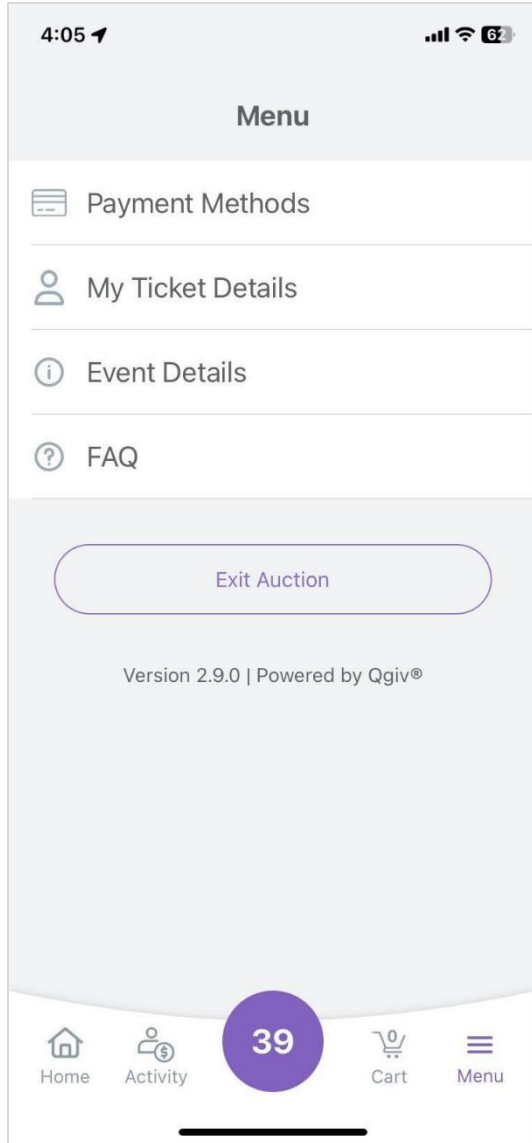 4:05
62
Menu
Payment Methods
My Ticket Details
Event Details
FAQ
Exit Auction
Version 2.9.0 | Powered by Qgiv®
39
0
Home Activity Cart Menu